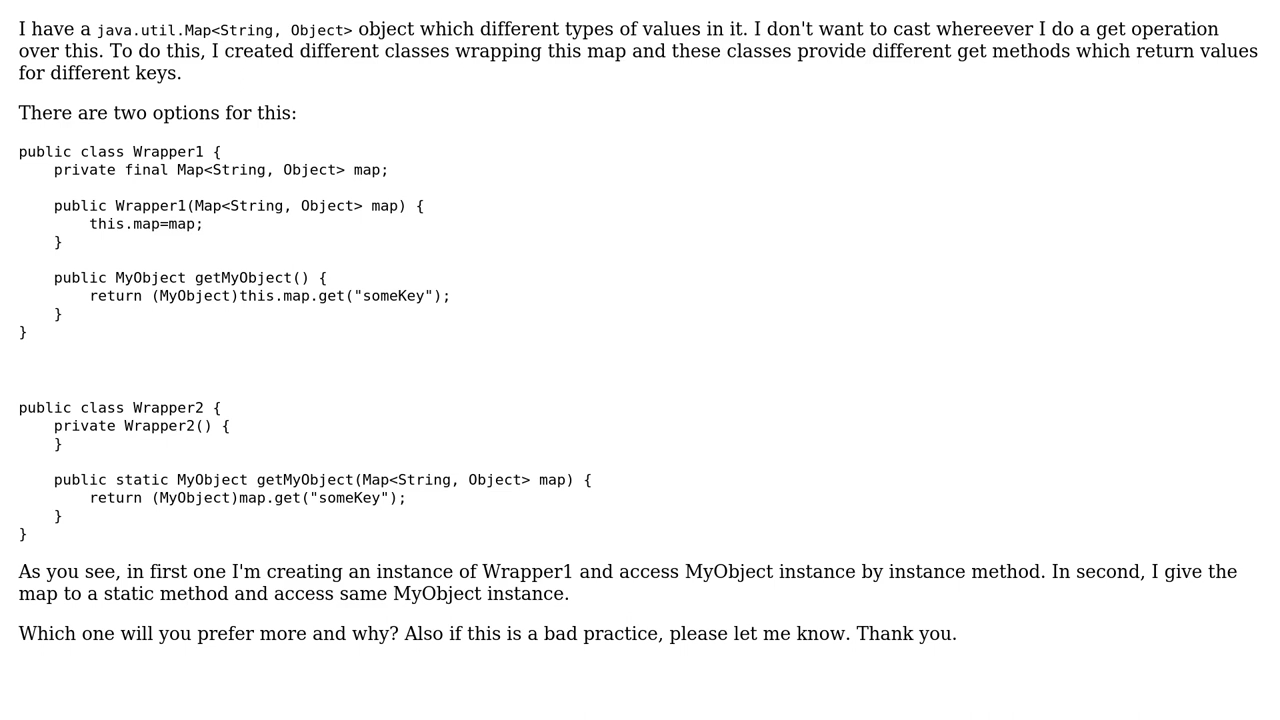 I have a java.util.Map<String, Object> object which different types of values in it. I don't want to cast whereever I do a get operation
over this. To do this, I created different classes wrapping this map and these classes provide different get methods which return values
for different keys.
There are two options for this:
public class Wrapper1 {
    private final Map<String, Object> map;
    public Wrapper1(Map<String, Object> map) {
        this.map=map;
    }
    public MyObject getMyObject() {
        return (MyObject)this.map.get("someKey");
    }
}
public class Wrapper2 {
    private Wrapper2() {
    }
    public static MyObject getMyObject(Map<String, Object> map) {
        return (MyObject)map.get("someKey");
    }
}
As you see, in first one I'm creating an instance of Wrapper1 and access MyObject instance by instance method. In second, I give the
map to a static method and access same MyObject instance.
Which one will you prefer more and why? Also if this is a bad practice, please let me know. Thank you.